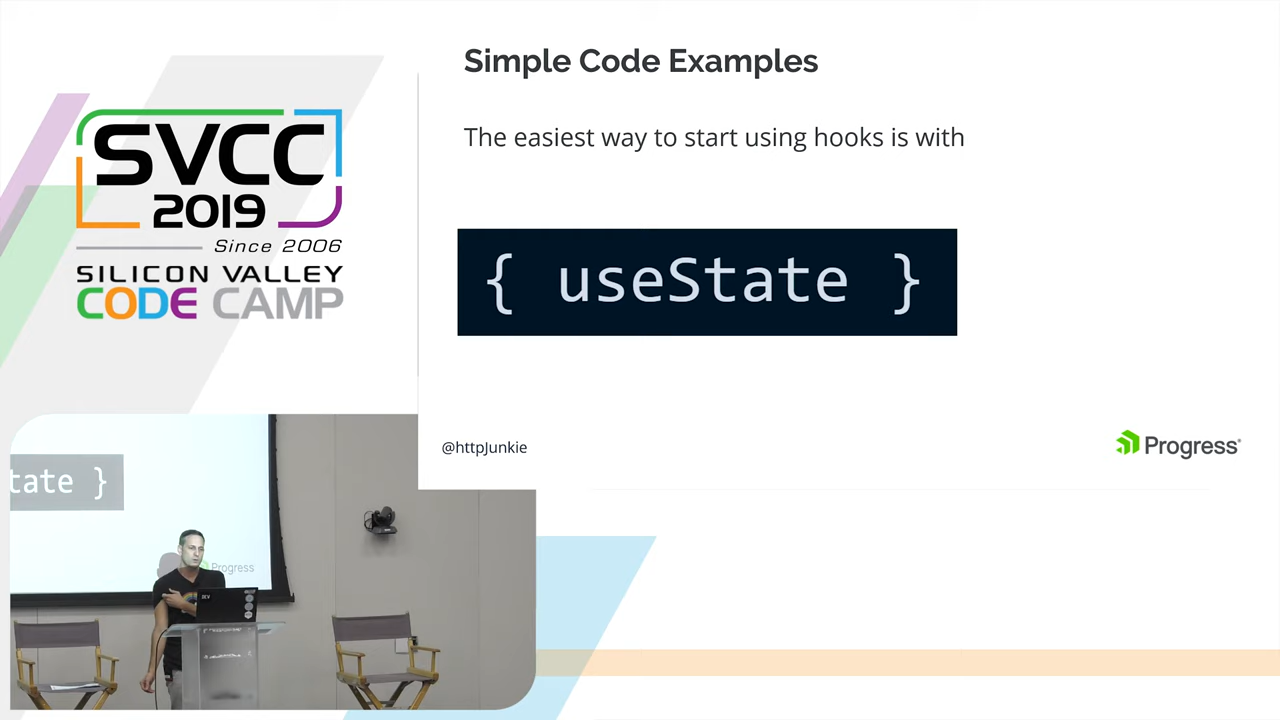 Simple Code Examples
The easiest way to start using hooks is with
{ useState }
@httpJunkie
Progress
SVCC
2019
Since 2006
SILICON VALLEY
CODE CAMP
tate }
Progress
DEV